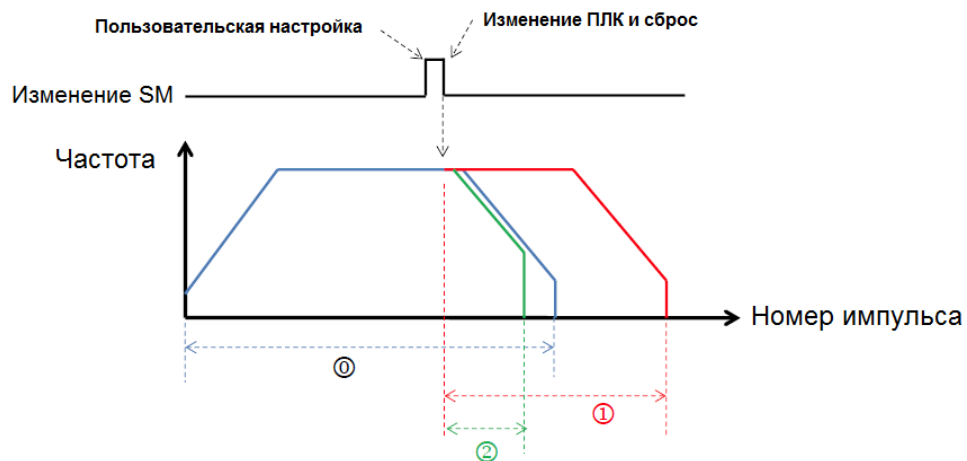 Изменение ПЛК и сброс
Пользовательская настройка
Изменение SM
Частота
Номер импульса
⓪
①
②